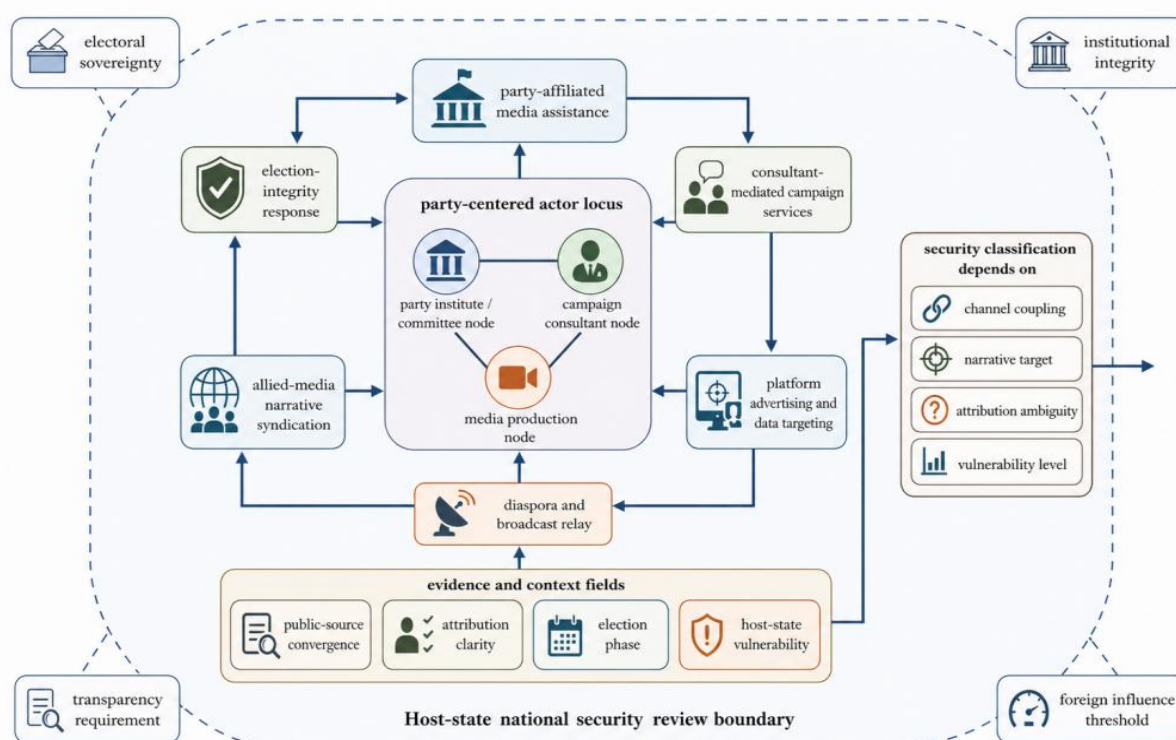 electoral
sovereignty
institutional
integrity
party-affiliated
media assistance
election-
integrity
response
consultant-
mediated campaign
services
party-centered actor locus
party institute /
committee node
campaign
consultant node
media production
node
security classification
depends on
channel coupling
narrative target
attribution ambiguity
vulnerability level
allied-media
narrative
syndication
platform
advertising and
data targeting
diaspora and
broadcast relay
evidence and context fields
public-source
convergence
attribution
clarity
election
phase
host-state
vulnerability
transparency
requirement
foreign influence
threshold
Host-state national security review boundary